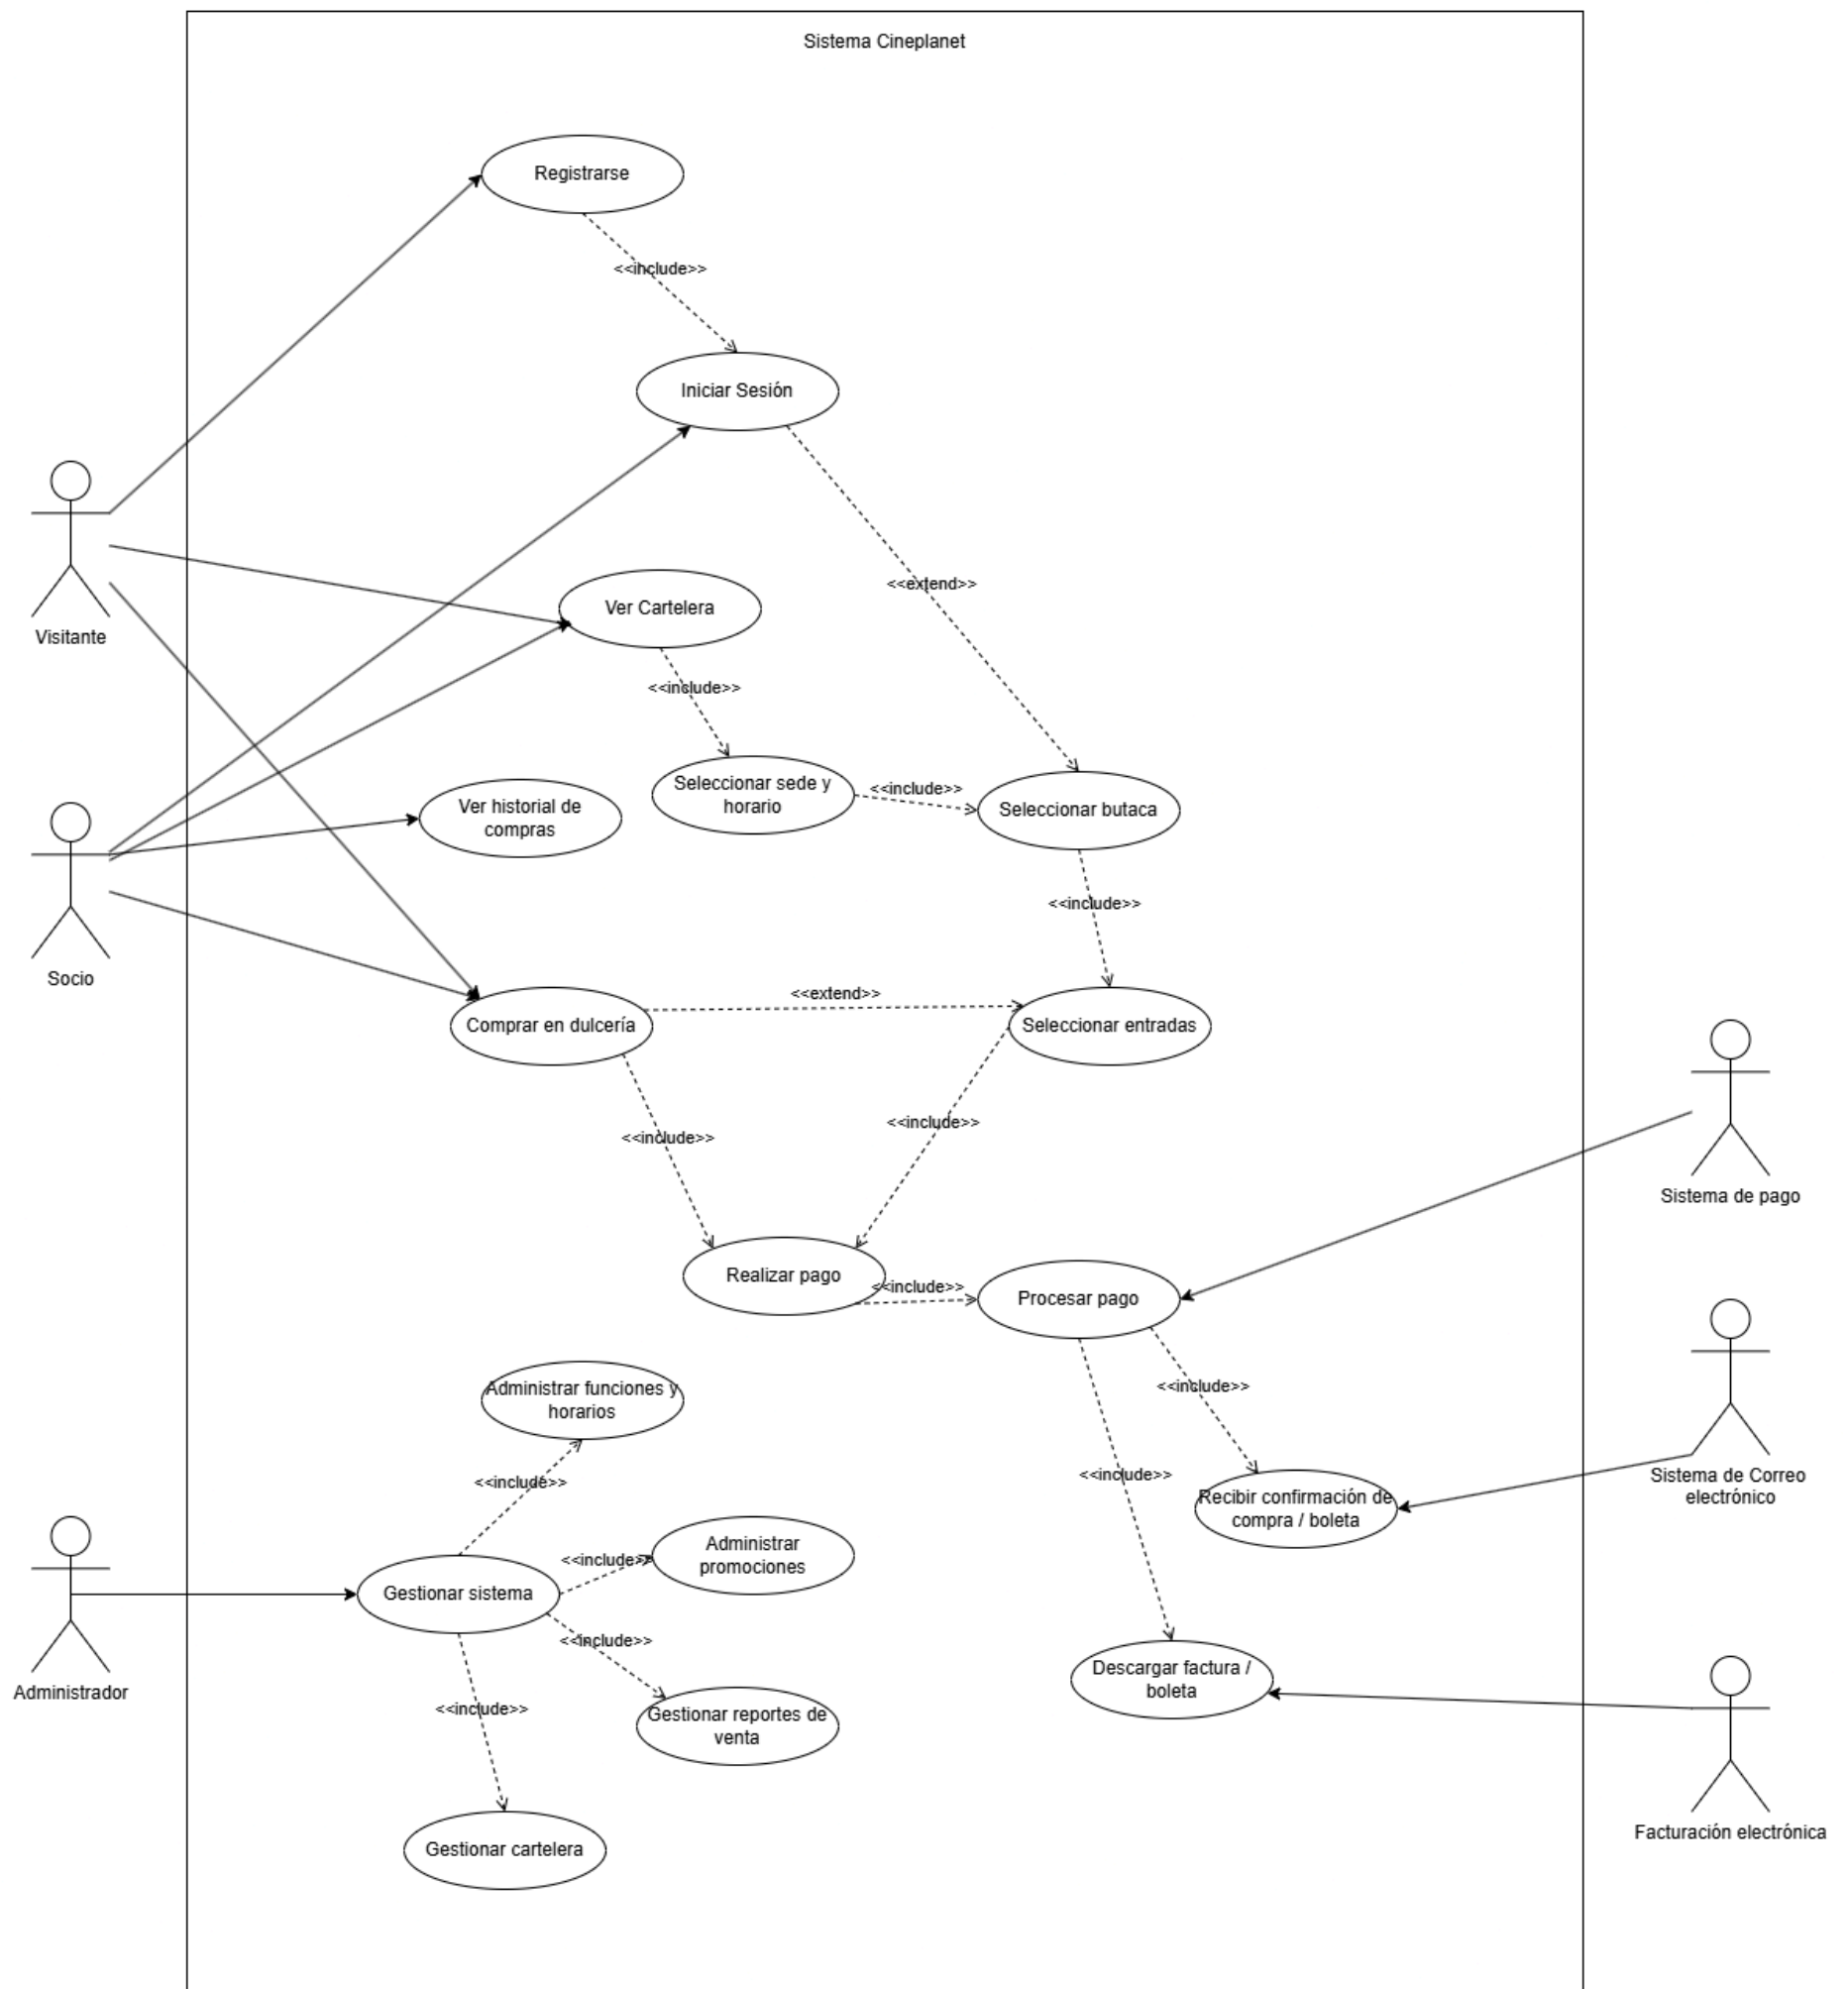 Sistema Cineplanet
Registrarse
<<include>>
Iniciar Sesión
<<extend>>
Visitante
Ver Cartelera
<<include>>
Seleccionar sede y
horario
<<include>>
Seleccionar butaca
Ver historial de
compras
<<include>>
Socio
<<extend>>
Comprar en dulcería
Seleccionar entradas
<<include>>
<<include>>
Sistema de pago
Realizar pago
<<include>>
Procesar pago
Administrar funciones y
horarios
<<include>>
<<include>>
<<include>>
Sistema de Correo
electrónico
Recibir confirmación de
compra / boleta
Administrar
promociones
<<include>>
Gestionar sistema
<<include>>
Administrador
<<include>>
Descargar factura /
boleta
Gestionar reportes de
venta
Facturación electrónica
Gestionar cartelera